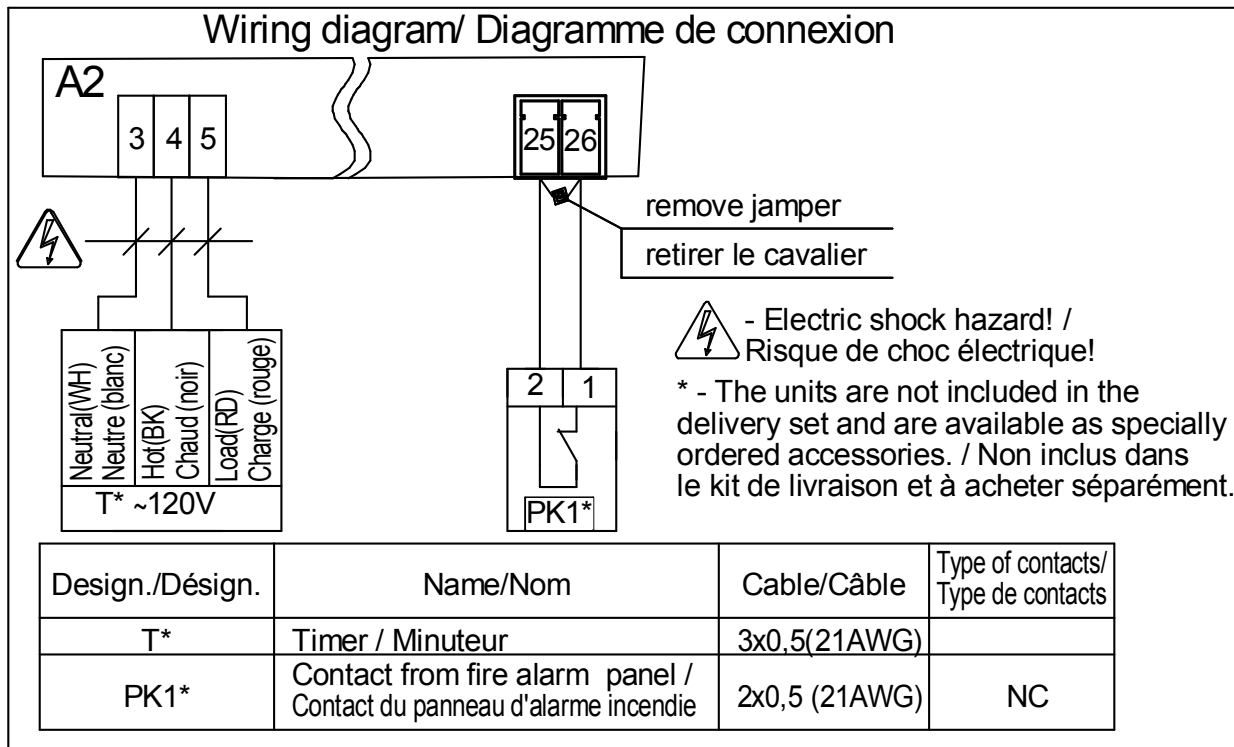 Wiring diagram/ Diagramme de connexion
A2
3 4 5
25 26
remove jamper
retirer le cavalier
Neutral(WH)
Neutre (blanc)
Hot(BK)
Chaud (noir)
Load(RD)
Charge (rouge)
T* ~120V
2 1
PK1*
- Electric shock hazard! /
Risque de choc électrique!
* - The units are not included in the
delivery set and are available as specially
ordered accessories. / Non inclus dans
le kit de livraison et à acheter séparément.
Design./Désign. Name/Nom Cable/Câble Type of contacts/
Type de contacts
T* Timer / Minuteur 3x0,5(21AWG)
PK1* Contact from fire alarm panel /
Contact du panneau d'alarme incendie 2x0,5 (21AWG) NC